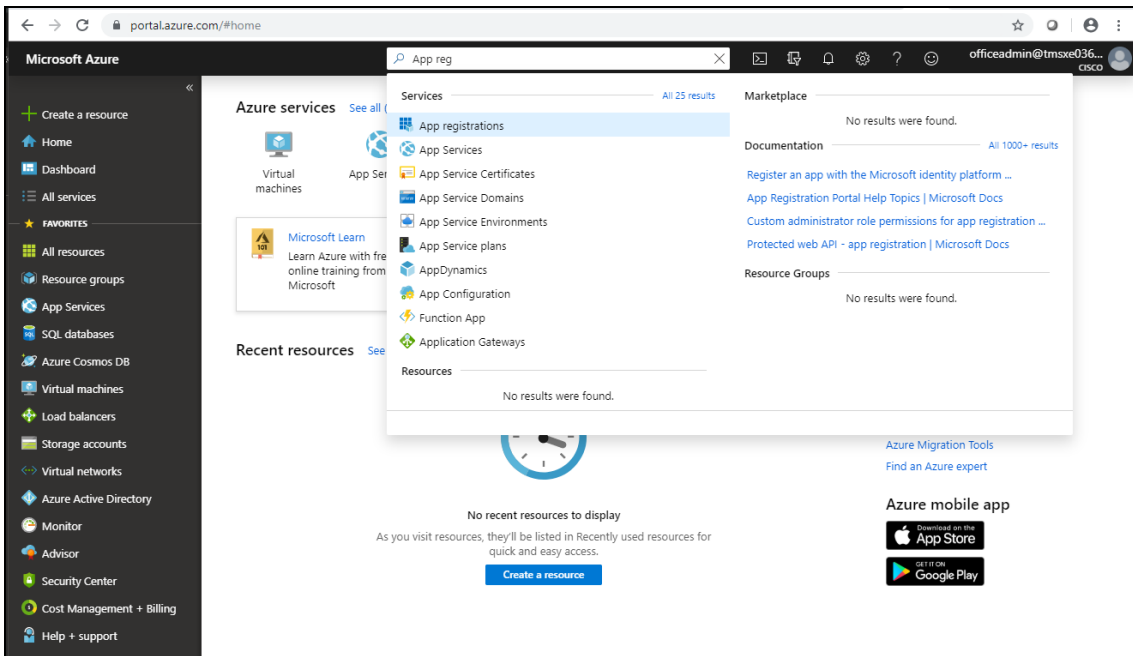 portal.azure.com/#home
Microsoft Azure
App reg
officeadmin@tmsxe036...
CISCO
Create a resource
Home
Dashboard
All services
FAVORITES
All resources
Resource groups
App Services
SQL databases
Azure Cosmos DB
Virtual machines
Load balancers
Storage accounts
Virtual networks
Azure Active Directory
Monitor
Advisor
Security Center
Cost Management + Billing
Help + support
Azure services See all (
Virtual
machines
App Ser
101
Microsoft Learn
Learn Azure with fre
online training from
Microsoft
Recent resources See
Services
All 25 results
App registrations
App Services
App Service Certificates
App Service Domains
App Service Environments
App Service plans
AppDynamics
App Configuration
Function App
Application Gateways
Resources
No results were found.
Marketplace
No results were found.
Documentation
All 1000+ results
Register an app with the Microsoft identity platform ...
App Registration Portal Help Topics | Microsoft Docs
Custom administrator role permissions for app registration ...
Protected web API - app registration | Microsoft Docs
Resource Groups
No results were found.
No recent resources to display
As you visit resources, they'll be listed in Recently used resources for
quick and easy access.
Create a resource
Azure Migration Tools
Find an Azure expert
Azure mobile app
Download on the
App Store
GET IT ON
Google Play